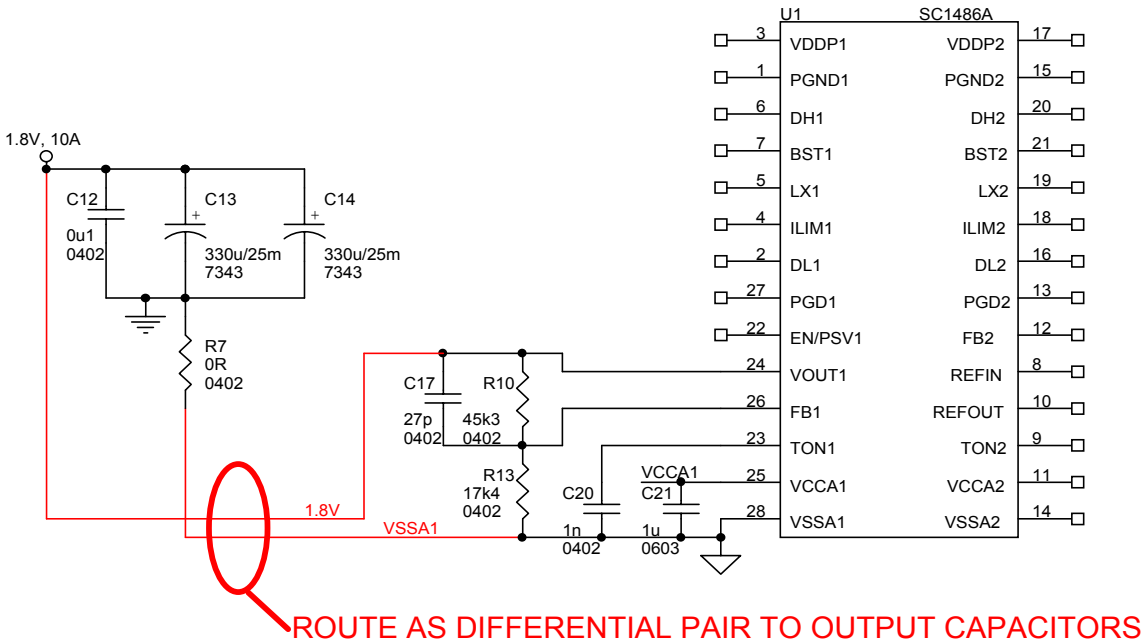 U1 SC1486A
3 VDDP1 VDDP2 17
1 PGND1 PGND2 15
6 DH1 DH2 20
7 BST1 BST2 21
5 LX1 LX2 19
4 ILIM1 ILIM2 18
2 DL1 DL2 16
27 PGD1 PGD2 13
22 EN/PSV1 FB2 12
24 VOUT1 REFIN 8
26 FB1 REFOUT 10
23 TON1 TON2 9
25 VCCA1 VCCA2 11
28 VSSA1 VSSA2 14
1.8V, 10A
C12
0u1
0402
C13
+
330u/25m
7343
C14
+
330u/25m
7343
R7
0R
0402
C17
27p
0402
R10
45k3
0402
R13
17k4
0402
C20
1n
0402
VCCA1
C21
1u
0603
1.8V
VSSA1
ROUTE AS DIFFERENTIAL PAIR TO OUTPUT CAPACITORS